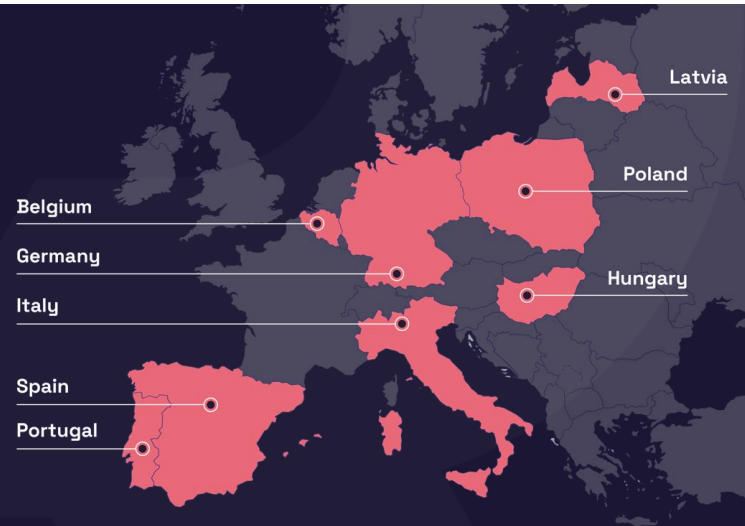 Latvia
Poland
Belgium
Germany
Hungary
Italy
Spain
Portugal